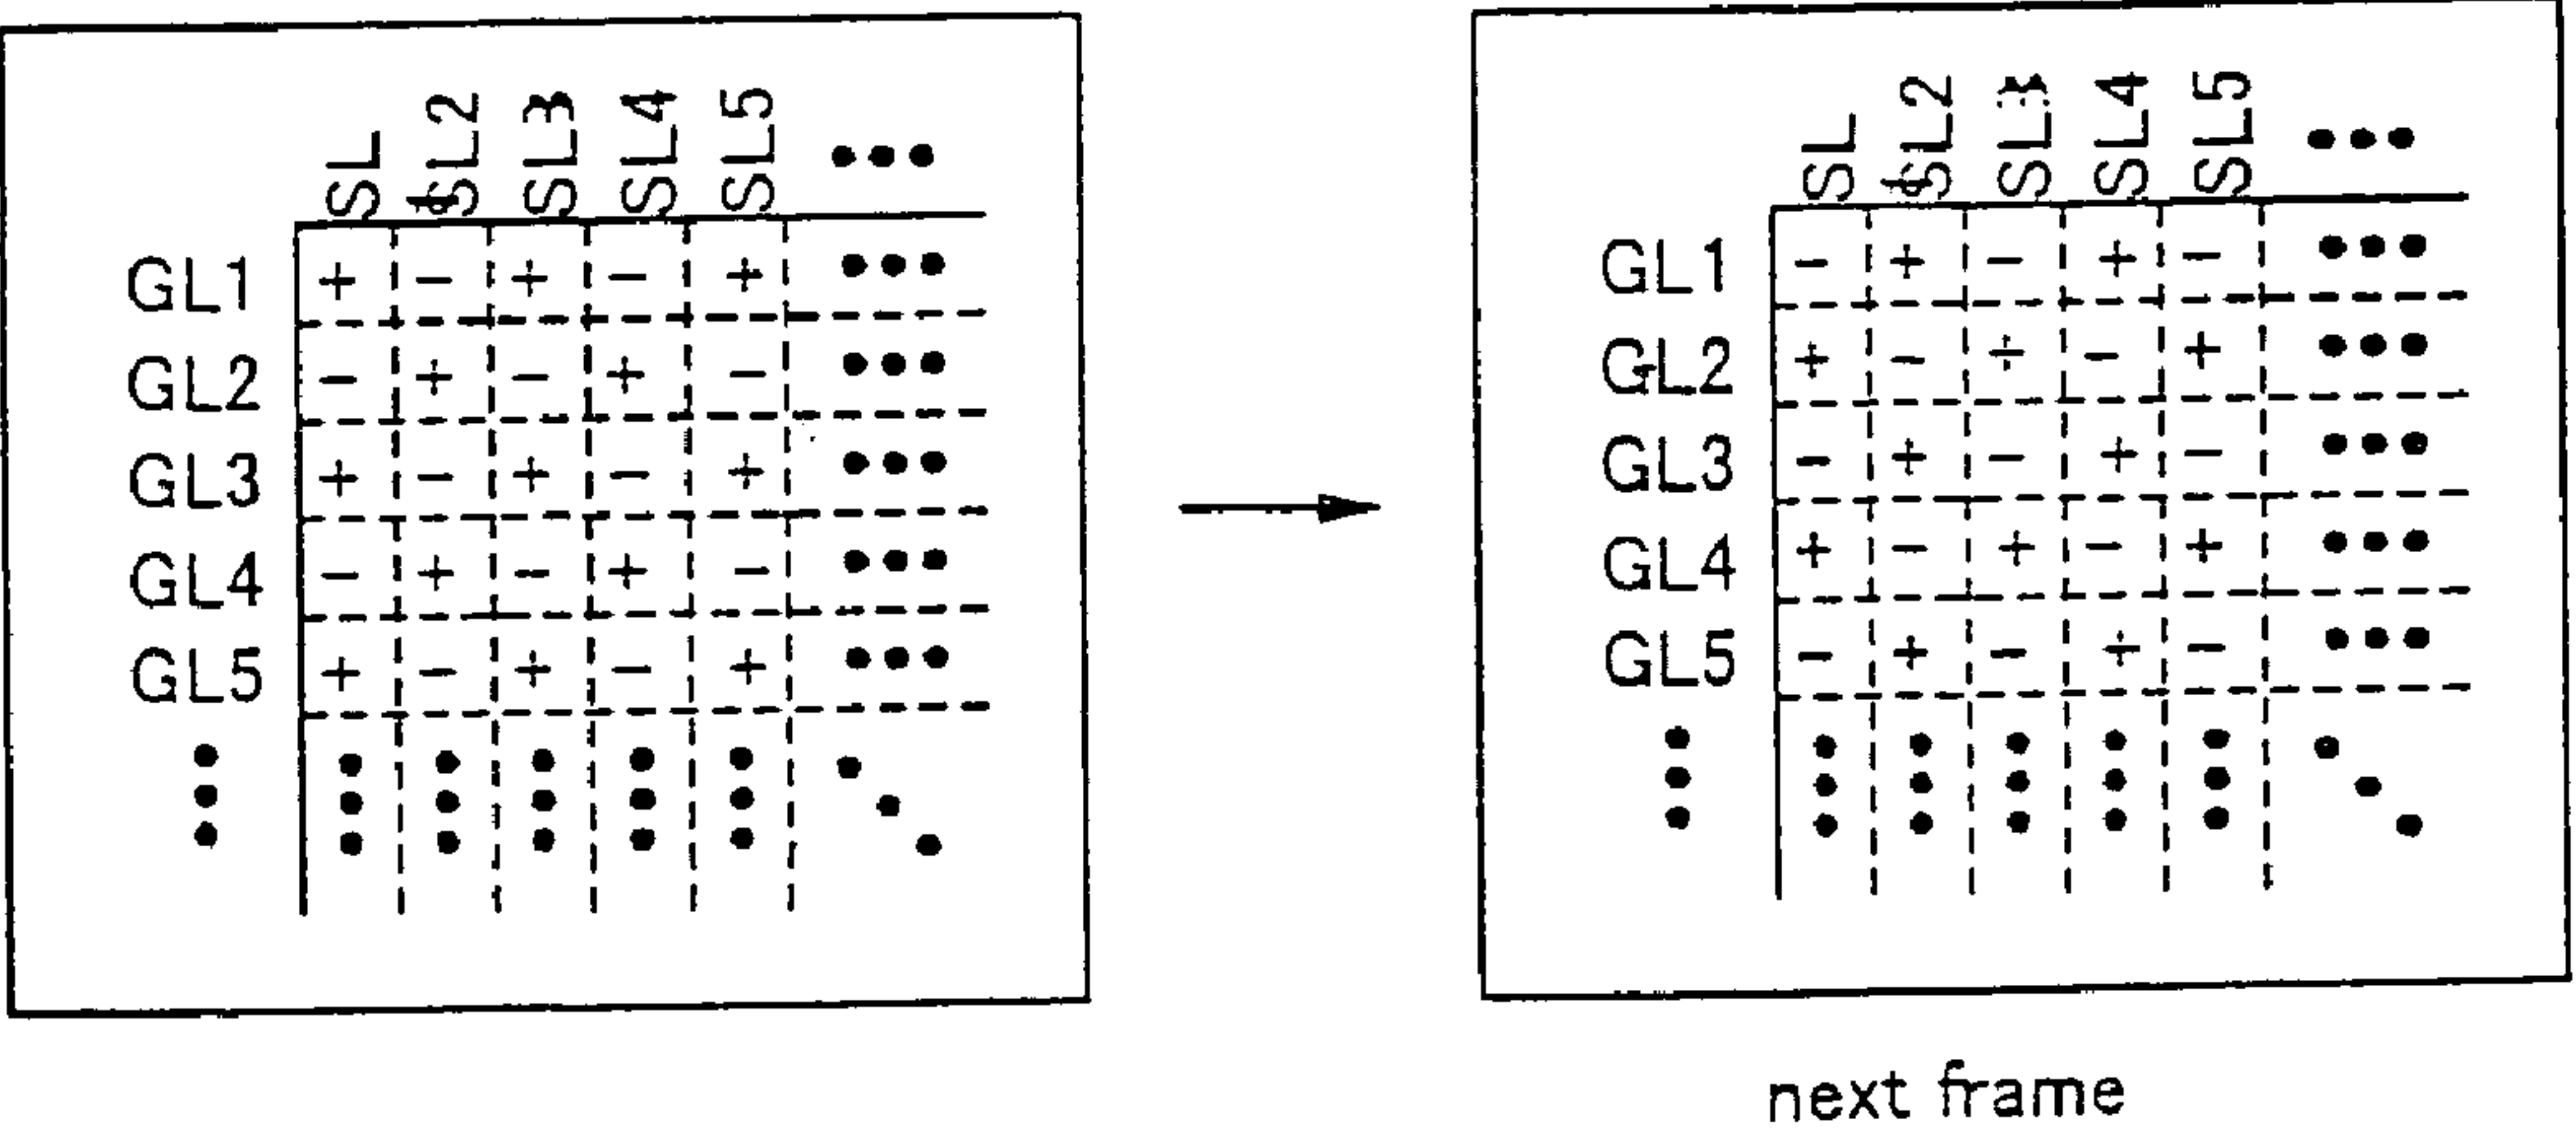 SL SL2 SL3 SL4 SL5 •••
GL1 + − + − + •••
GL2 − + − + − •••
GL3 + − + − + •••
GL4 − + − + − •••
GL5 + − + − + •••
SL SL2 SL3 SL4 SL5 •••
GL1 − + − + − •••
GL2 + − + − + •••
GL3 − + − + − •••
GL4 + − + − + •••
GL5 − + − + − •••
next frame